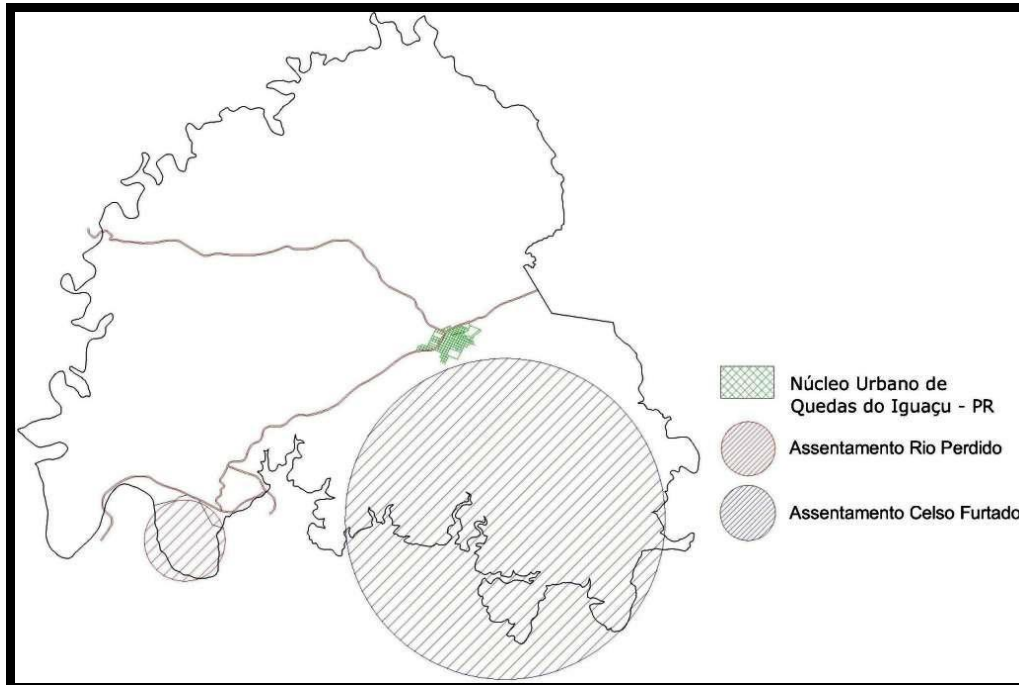 Núcleo Urbano de
Quedas do Iguaçu - PR
Assentamento Rio Perdido
Assentamento Celso Furtado